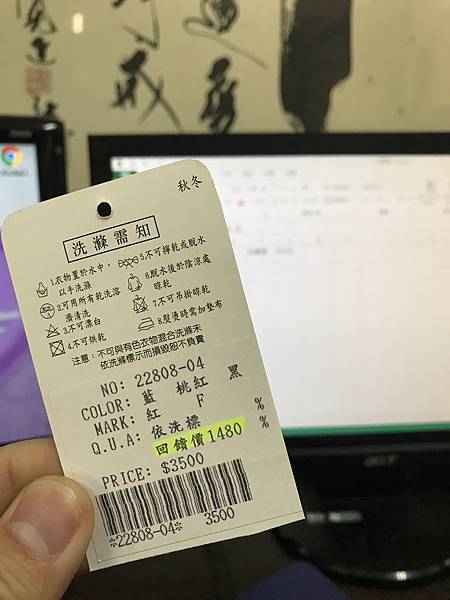 秋冬
洗滌需知
1.衣物置於水中，以手洗滌
2.可用所有乾洗溶濟清洗
3.不可漂白
4.不可烘乾
5.不可擰乾或脫水
6.脫水後於陰涼處晾乾
7.不可吊掛晾乾
8.熨燙時需加墊布
注意：不可與有色衣物混合洗滌未
依洗滌標示而損毀恕不負責
NO: 22808-04
COLOR: 藍 桃紅 黑
MARK: 紅 F
Q.U.A: 依洗標 %
回饋價1480 %
PRICE: $3500
*22808-04* 3500
acer